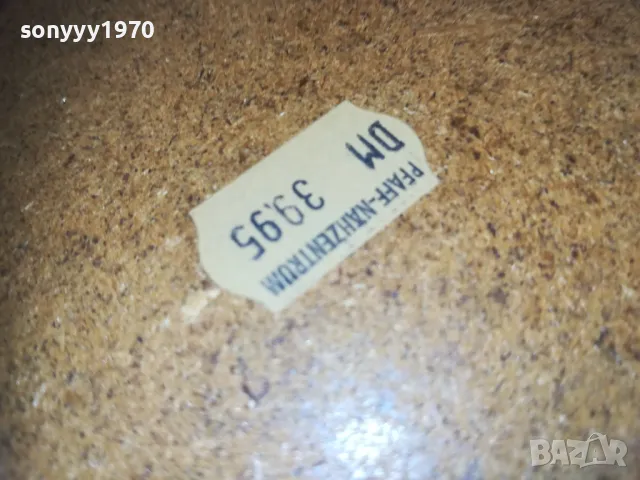 sonyyy1970
PFAFF-NÄHZENTRUM
DM 39,95
BAZAR